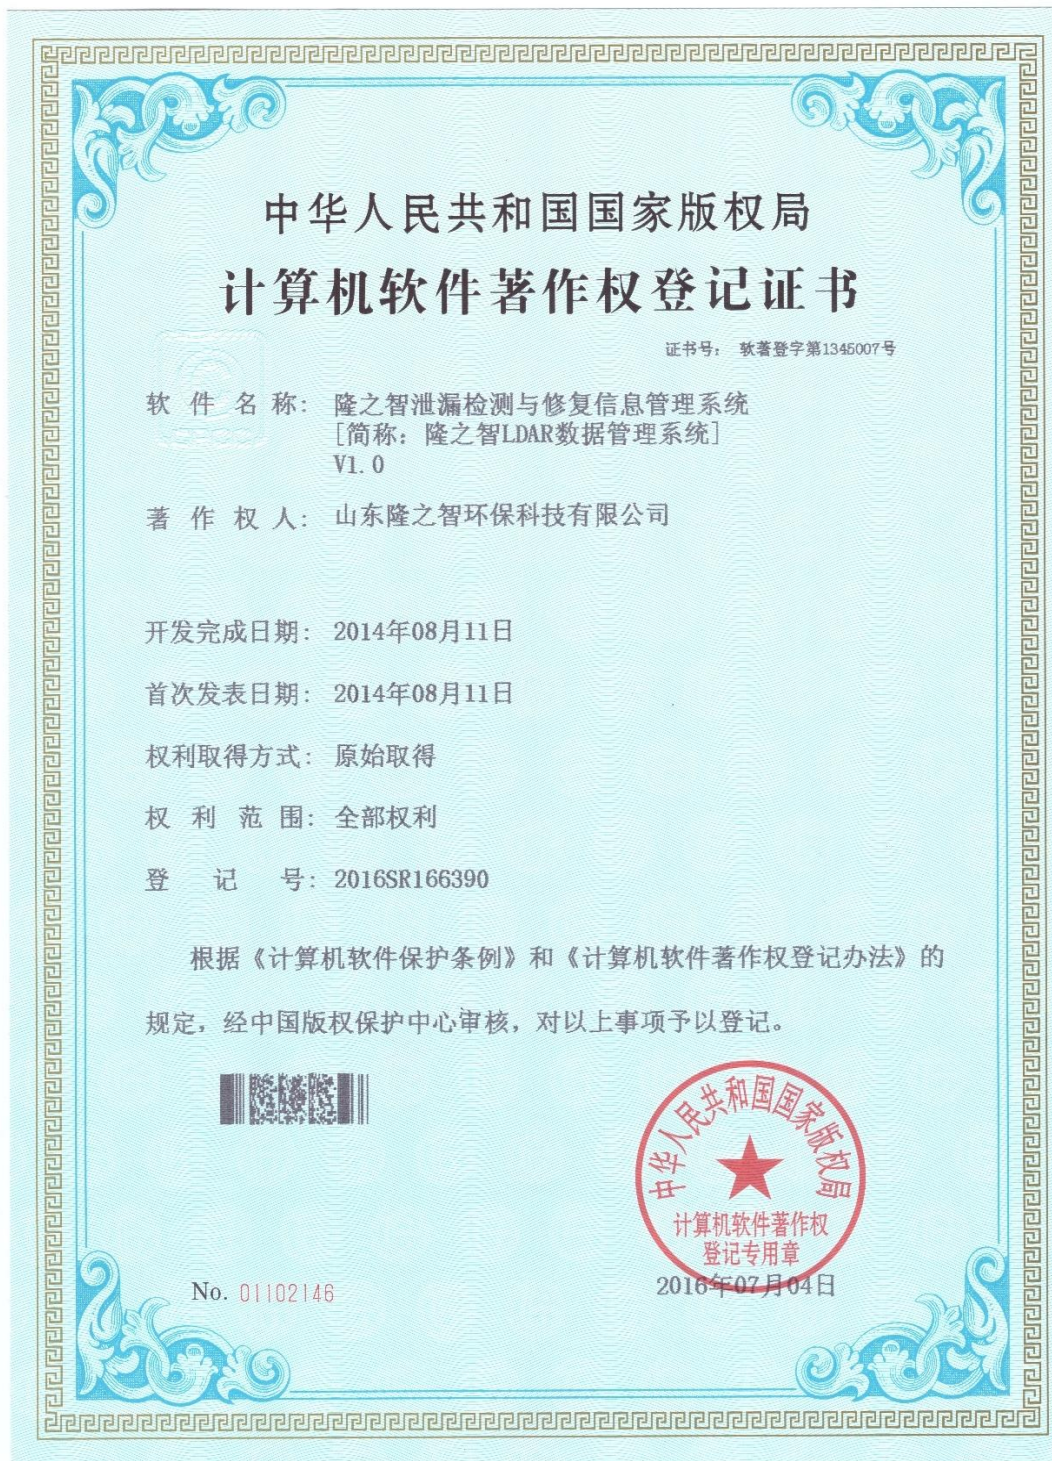 中华人民共和国国家版权局
计算机软件著作权登记证书
证书号： 软著登字第1345007号
软件名称： 隆之智泄漏检测与修复信息管理系统
[简称：隆之智LDAR数据管理系统]
V1.0
著作权人： 山东隆之智环保科技有限公司
开发完成日期： 2014年08月11日
首次发表日期： 2014年08月11日
权利取得方式： 原始取得
权利范围： 全部权利
登记号： 2016SR166390
根据《计算机软件保护条例》和《计算机软件著作权登记办法》的
规定，经中国版权保护中心审核，对以上事项予以登记。
中华人民共和国国家版权局
计算机软件著作权
登记专用章
No. 01102146
2016年07月04日